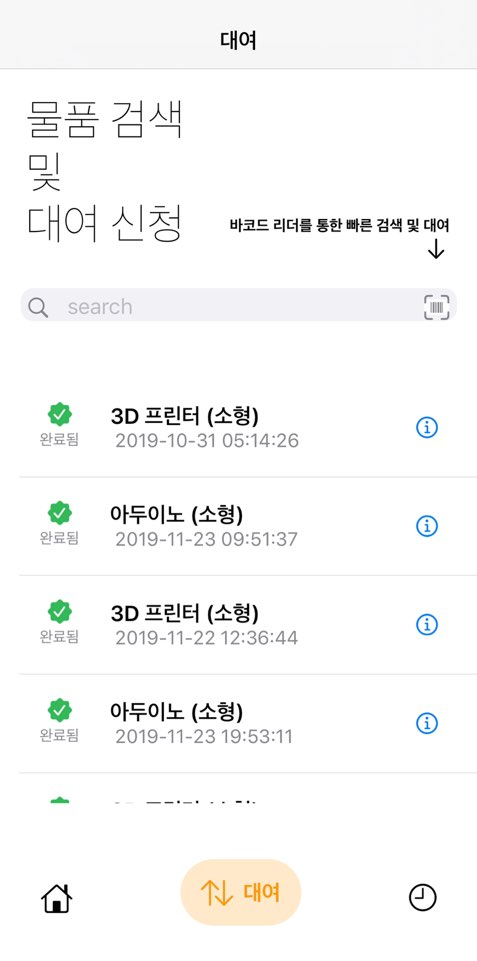 대여
물품 검색
및
대여 신청
바코드 리더를 통한 빠른 검색 및 대여
search
3D 프린터 (소형)
완료됨
2019-10-31 05:14:26
아두이노 (소형)
완료됨
2019-11-23 09:51:37
3D 프린터 (소형)
완료됨
2019-11-22 12:36:44
아두이노 (소형)
완료됨
2019-11-23 19:53:11
대여